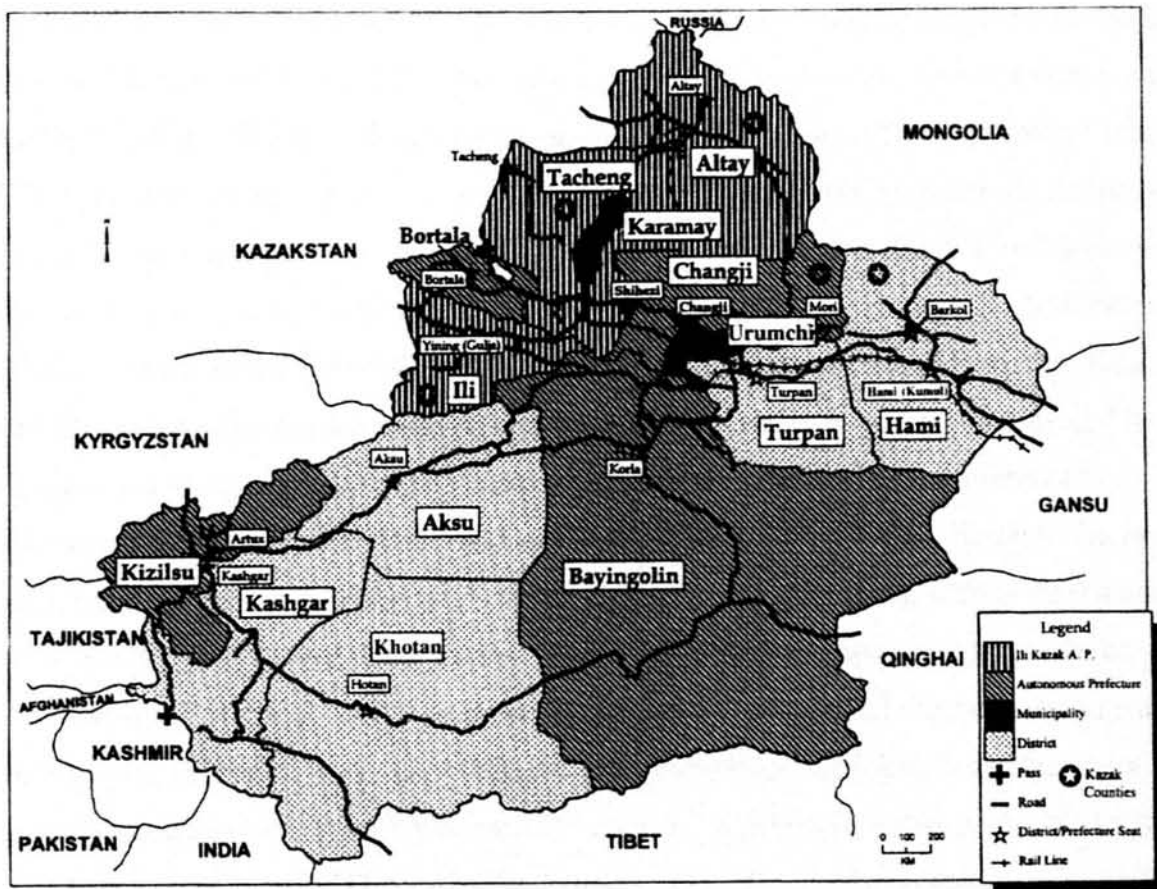 RUSSIA
Altay
MONGOLIA
Tacheng
Tacheng
Altay
Karamay
KAZAKSTAN
Bortala
Changji
Bortala
Shihezi
Changji
Mori
Barkol
Urumchi
Yining (Gulja)
Ili
Turpan
Hami (Kumul)
Turpan
Hami
KYRGYZSTAN
Aksu
Korla
GANSU
Aksu
Artux
Kizilsu
Kashgar
Kashgar
Bayingolin
TAJIKISTAN
Khotan
QINGHAI
Hotan
AFGHANISTAN
KASHMIR
PAKISTAN
INDIA
TIBET
0 100 200
KM
Legend
Ili Kazak A. P.
Autonomous Prefecture
Municipality
District
Pass
Kazak
Counties
Road
District/Prefecture Seat
Rail Line